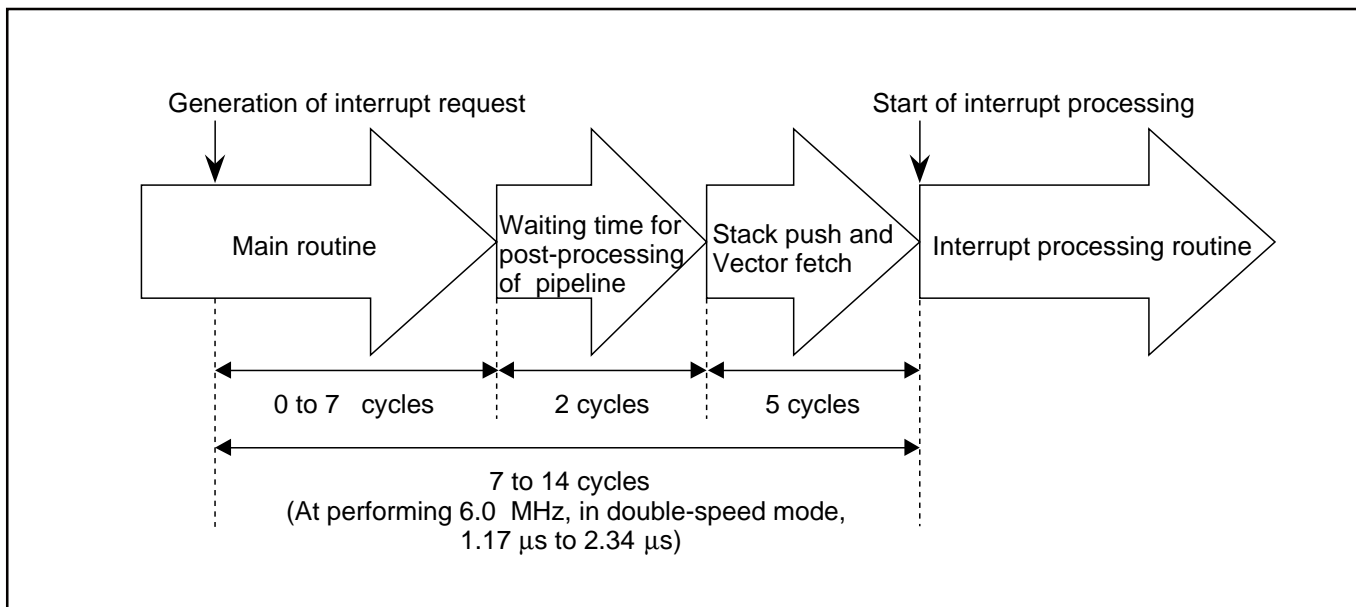 Generation of interrupt request
Start of interrupt processing
Main routine
Waiting time for
post-processing
of pipeline
Stack push and
Vector fetch
Interrupt processing routine
0 to 7 cycles
2 cycles
5 cycles
7 to 14 cycles
(At performing 6.0 MHz, in double-speed mode,
1.17 μs to 2.34 μs)